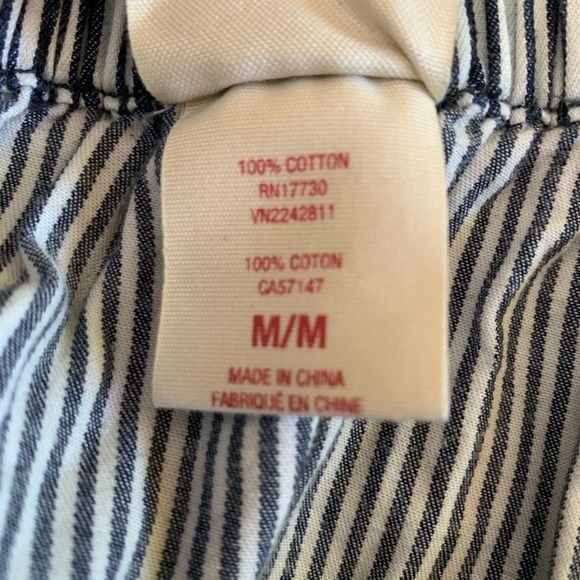 100% COTTON
RN17730
VN2242811
100% COTON
CA57147
M/M
MADE IN CHINA
FABRIQUÉ EN CHINE